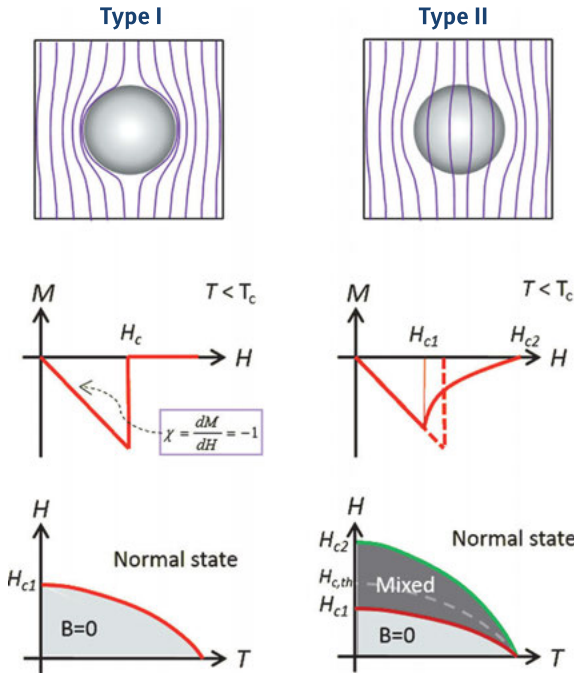 Type I
Type II
M
T < Tc
Hc
H
χ = dM/dH = -1
M
T < Tc
Hc1
Hc2
H
H
Normal state
Hc1
B=0
T
H
Normal state
Hc2
Hc,th
Mixed
Hc1
B=0
T